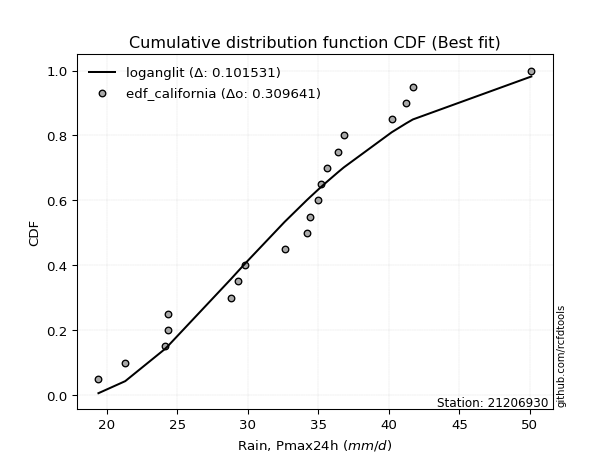 Cumulative distribution function CDF (Best fit)
loganglit (Δ: 0.101531)
edf_california (Δo: 0.309641)
CDF
1.0
0.8
0.6
0.4
0.2
0.0
20 25 30 35 40 45 50
Rain, Pmax24h (mm/d)
Station: 21206930
github.com/rcfdtools